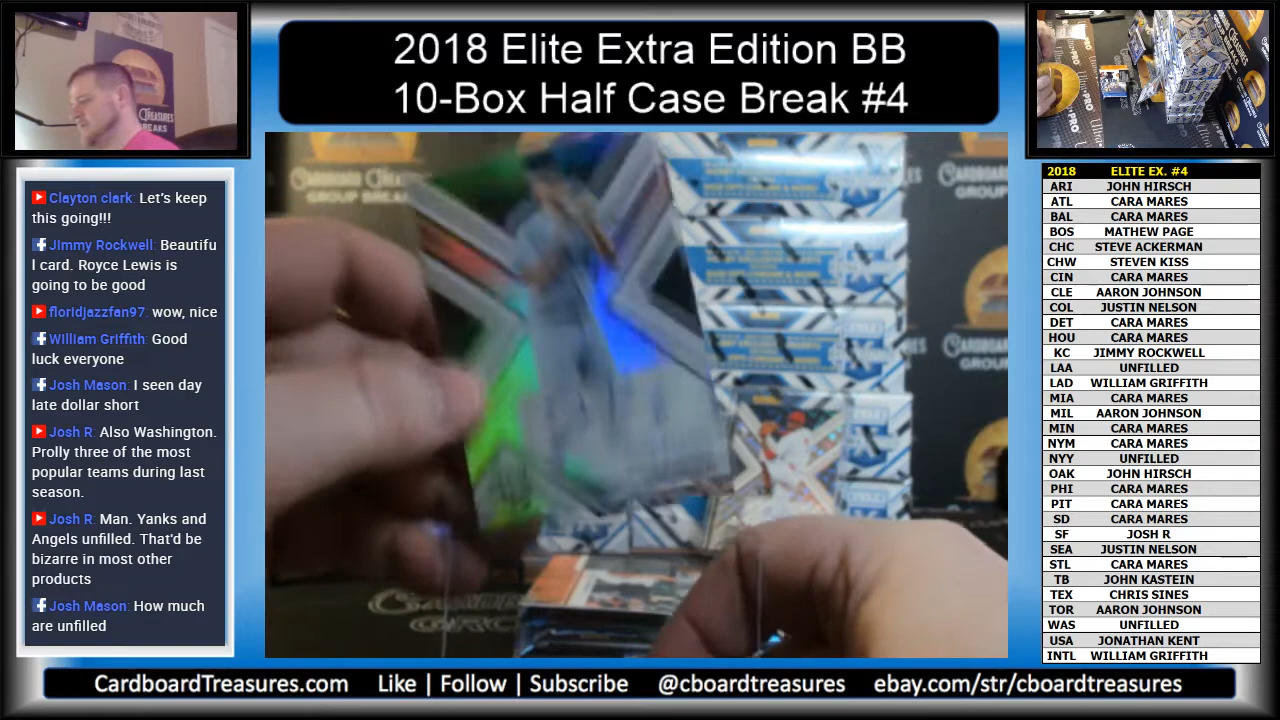 2018 Elite Extra Edition BB
10-Box Half Case Break #4
Clayton clark: Let's keep
this going!!!
JImmy Rockwell: Beautifu
l card. Royce Lewis is
going to be good
floridjazzfan97: wow, nice
William Griffith: Good
luck everyone
Josh Mason: I seen day
late dollar short
Josh R: Also Washington.
Prolly three of the most
popular teams during last
season.
Josh R: Man. Yanks and
Angels unfilled. That'd be
bizarre in most other
products
Josh Mason: How much
are unfilled
2018 ELITE EX. #4
ARI JOHN HIRSCH
ATL CARA MARES
BAL CARA MARES
BOS MATHEW PAGE
CHC STEVE ACKERMAN
CHW STEVEN KISS
CIN CARA MARES
CLE AARON JOHNSON
COL JUSTIN NELSON
DET CARA MARES
HOU CARA MARES
KC JIMMY ROCKWELL
LAA UNFILLED
LAD WILLIAM GRIFFITH
MIA CARA MARES
MIL AARON JOHNSON
MIN CARA MARES
NYM CARA MARES
NYY UNFILLED
OAK JOHN HIRSCH
PHI CARA MARES
PIT CARA MARES
SD CARA MARES
SF JOSH R
SEA JUSTIN NELSON
STL CARA MARES
TB JOHN KASTEIN
TEX CHRIS SINES
TOR AARON JOHNSON
WAS UNFILLED
USA JONATHAN KENT
INTL WILLIAM GRIFFITH
CardboardTreasures.com Like | Follow | Subscribe @cboardtreasures ebay.com/str/cboardtreasures